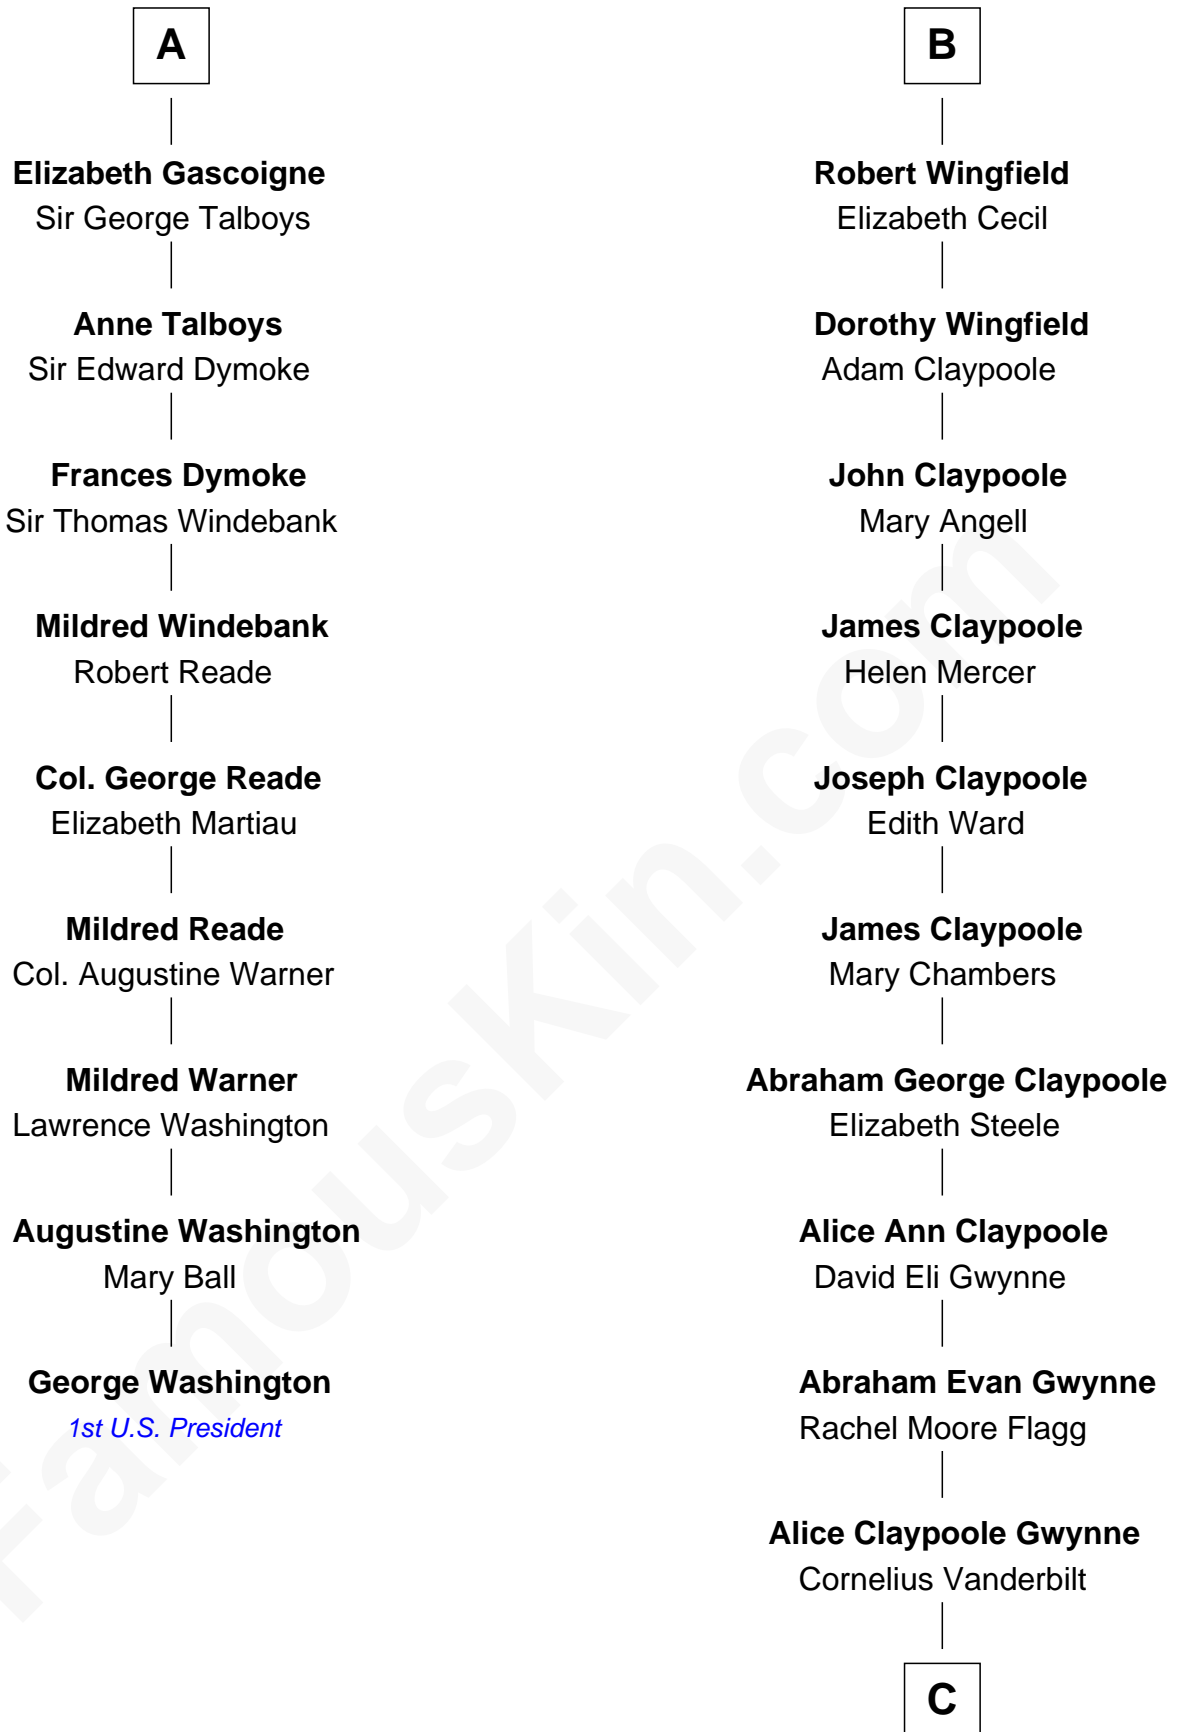 A
Elizabeth Gascoigne
Sir George Talboys
Anne Talboys
Sir Edward Dymoke
Frances Dymoke
Sir Thomas Windebank
Mildred Windebank
Robert Reade
Col. George Reade
Elizabeth Martiau
Mildred Reade
Col. Augustine Warner
Mildred Warner
Lawrence Washington
Augustine Washington
Mary Ball
George Washington
1st U.S. President
B
Robert Wingfield
Elizabeth Cecil
Dorothy Wingfield
Adam Claypoole
John Claypoole
Mary Angell
James Claypoole
Helen Mercer
Joseph Claypoole
Edith Ward
James Claypoole
Mary Chambers
Abraham George Claypoole
Elizabeth Steele
Alice Ann Claypoole
David Eli Gwynne
Abraham Evan Gwynne
Rachel Moore Flagg
Alice Claypoole Gwynne
Cornelius Vanderbilt
C
FamousKin.com